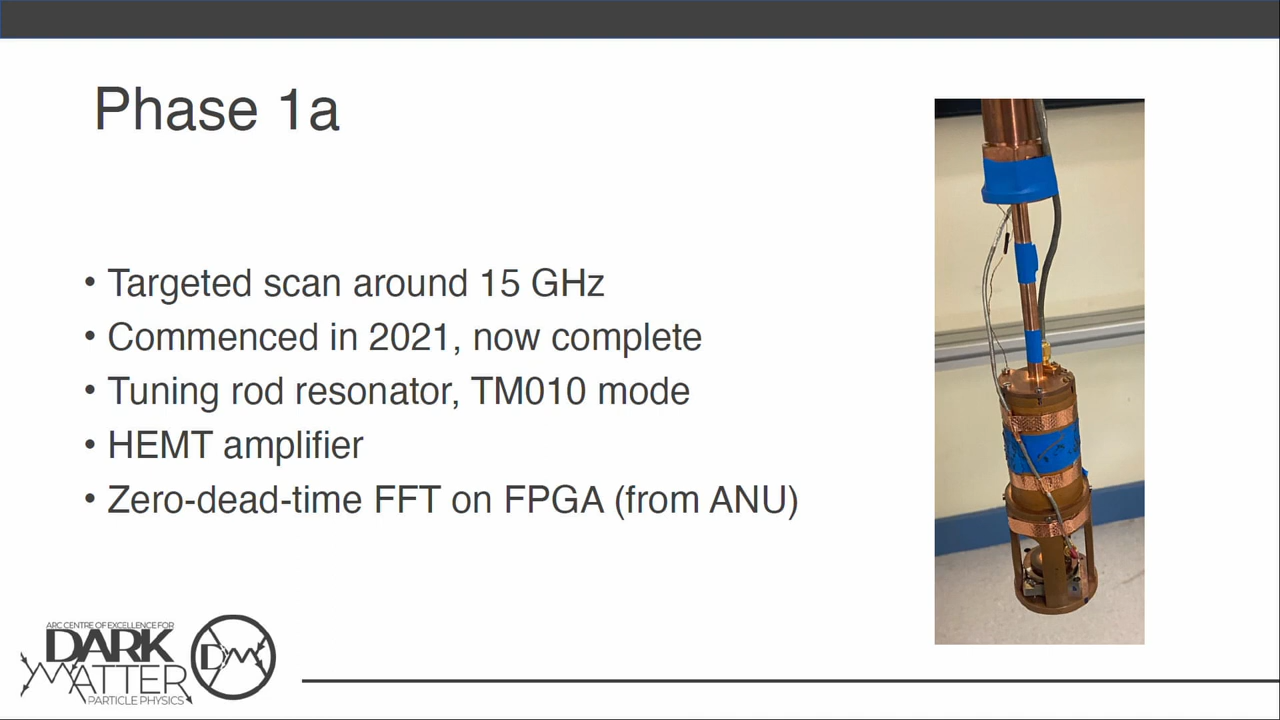 Phase 1a
• Targeted scan around 15 GHz
• Commenced in 2021, now complete
• Tuning rod resonator, TM010 mode
• HEMT amplifier
• Zero-dead-time FFT on FPGA (from ANU)
ARC CENTRE OF EXCELLENCE FOR
DARK
MATTER
PARTICLE PHYSICS
DM